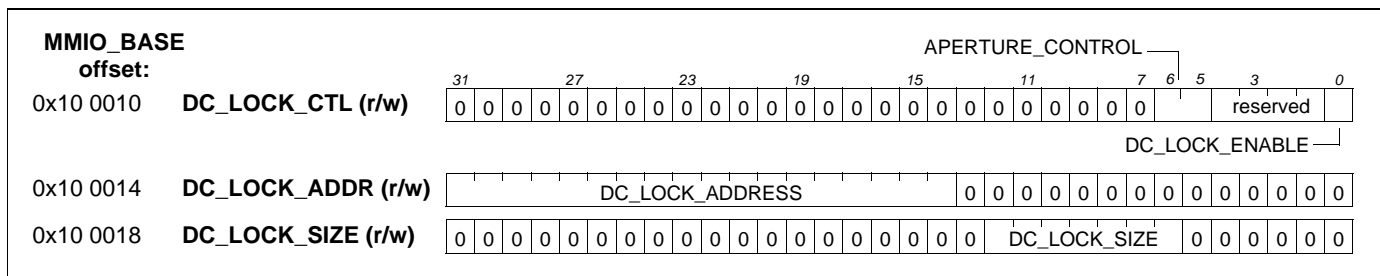 MMIO_BASE
offset:
APERTURE_CONTROL
31 27 23 19 15 11 7 6 5 3 0
0x10 0010 DC_LOCK_CTL (r/w) 0 0 0 0 0 0 0 0 0 0 0 0 0 0 0 0 0 0 0 0 0 0 0 0 0 reserved
DC_LOCK_ENABLE
0x10 0014 DC_LOCK_ADDR (r/w) DC_LOCK_ADDRESS 0 0 0 0 0 0 0 0 0 0 0 0 0 0
0x10 0018 DC_LOCK_SIZE (r/w) 0 0 0 0 0 0 0 0 0 0 0 0 0 0 0 0 0 0 0 DC_LOCK_SIZE 0 0 0 0 0 0